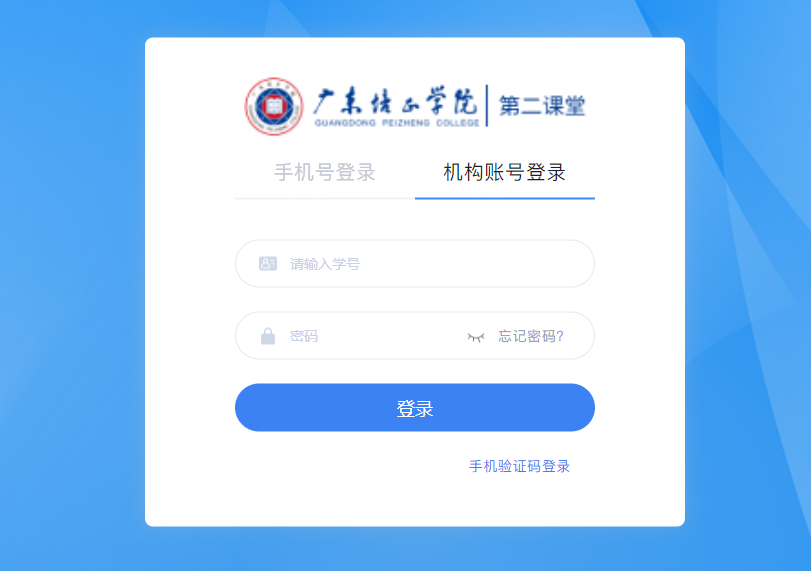 广东培正学院 第二课堂
GUANGDONG PEIZHENG COLLEGE
手机号登录 机构账号登录
请输入学号
密码 忘记密码?
登录
手机验证码登录